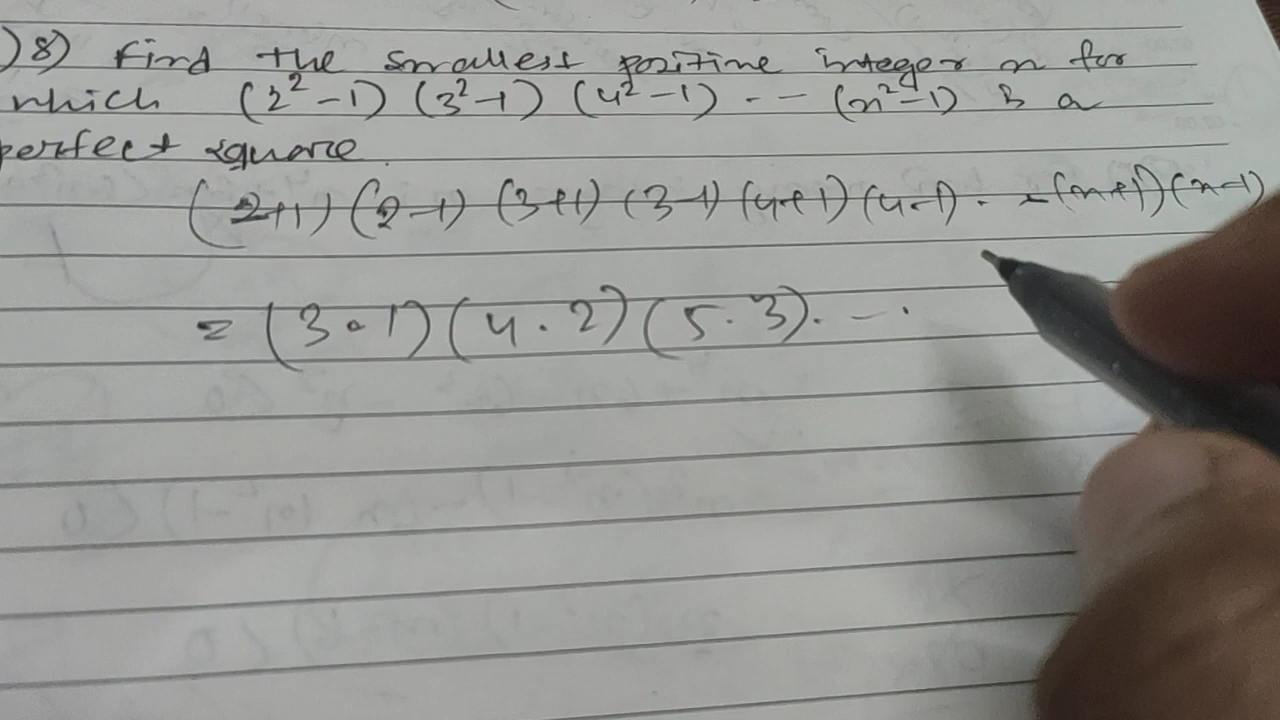 )8) Find the smallest positive integer n for
which (2²-1) (3²-1) (4²-1) - - - (n²-1) is a
perfect square.
(2+1) (2-1) (3+1) (3-1) (4+1) (4-1) - - (n+1) (n-1)
= (3·1) (4·2) (5·3). - ·